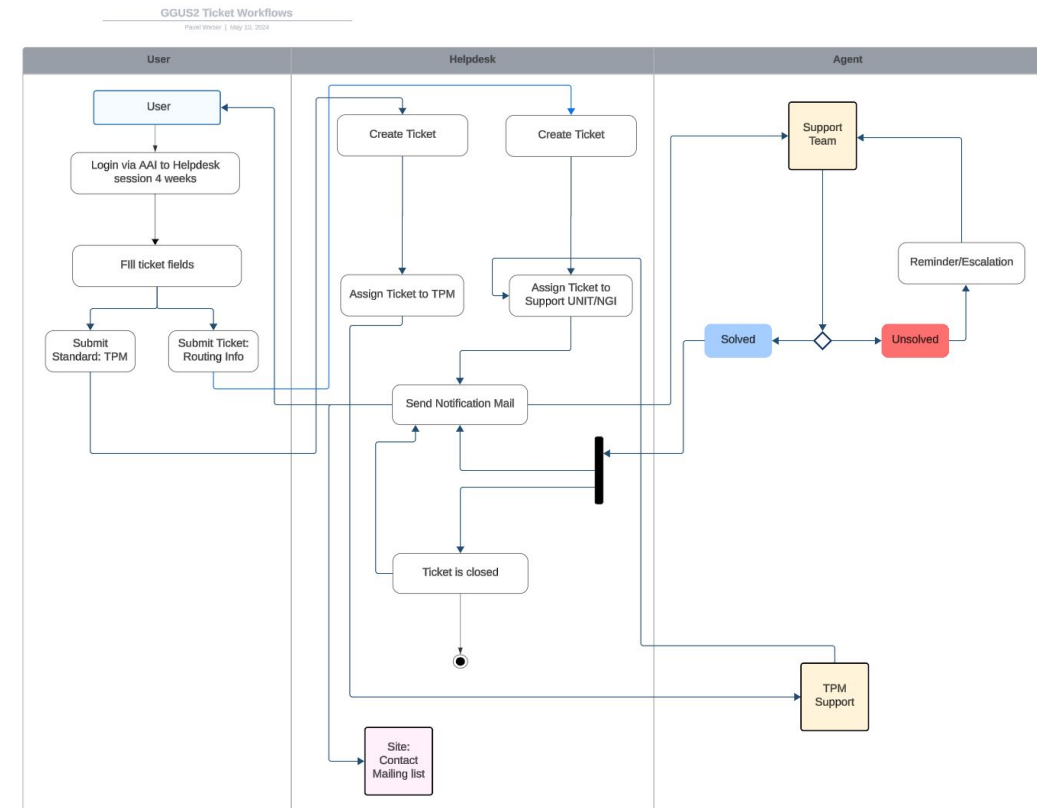 GGUS2 Ticket Workflows
Pavel Weber | May 10, 2024
User
Helpdesk
Agent
User
Login via AAI to Helpdesk
session 4 weeks
FIll ticket fields
Submit
Standard: TPM
Submit Ticket:
Routing Info
Create Ticket
Create Ticket
Assign Ticket to TPM
Assign Ticket to
Support UNIT/NGI
Send Notification Mail
Ticket is closed
Site:
Contact
Mailing list
Support
Team
Reminder/Escalation
Solved
Unsolved
TPM
Support